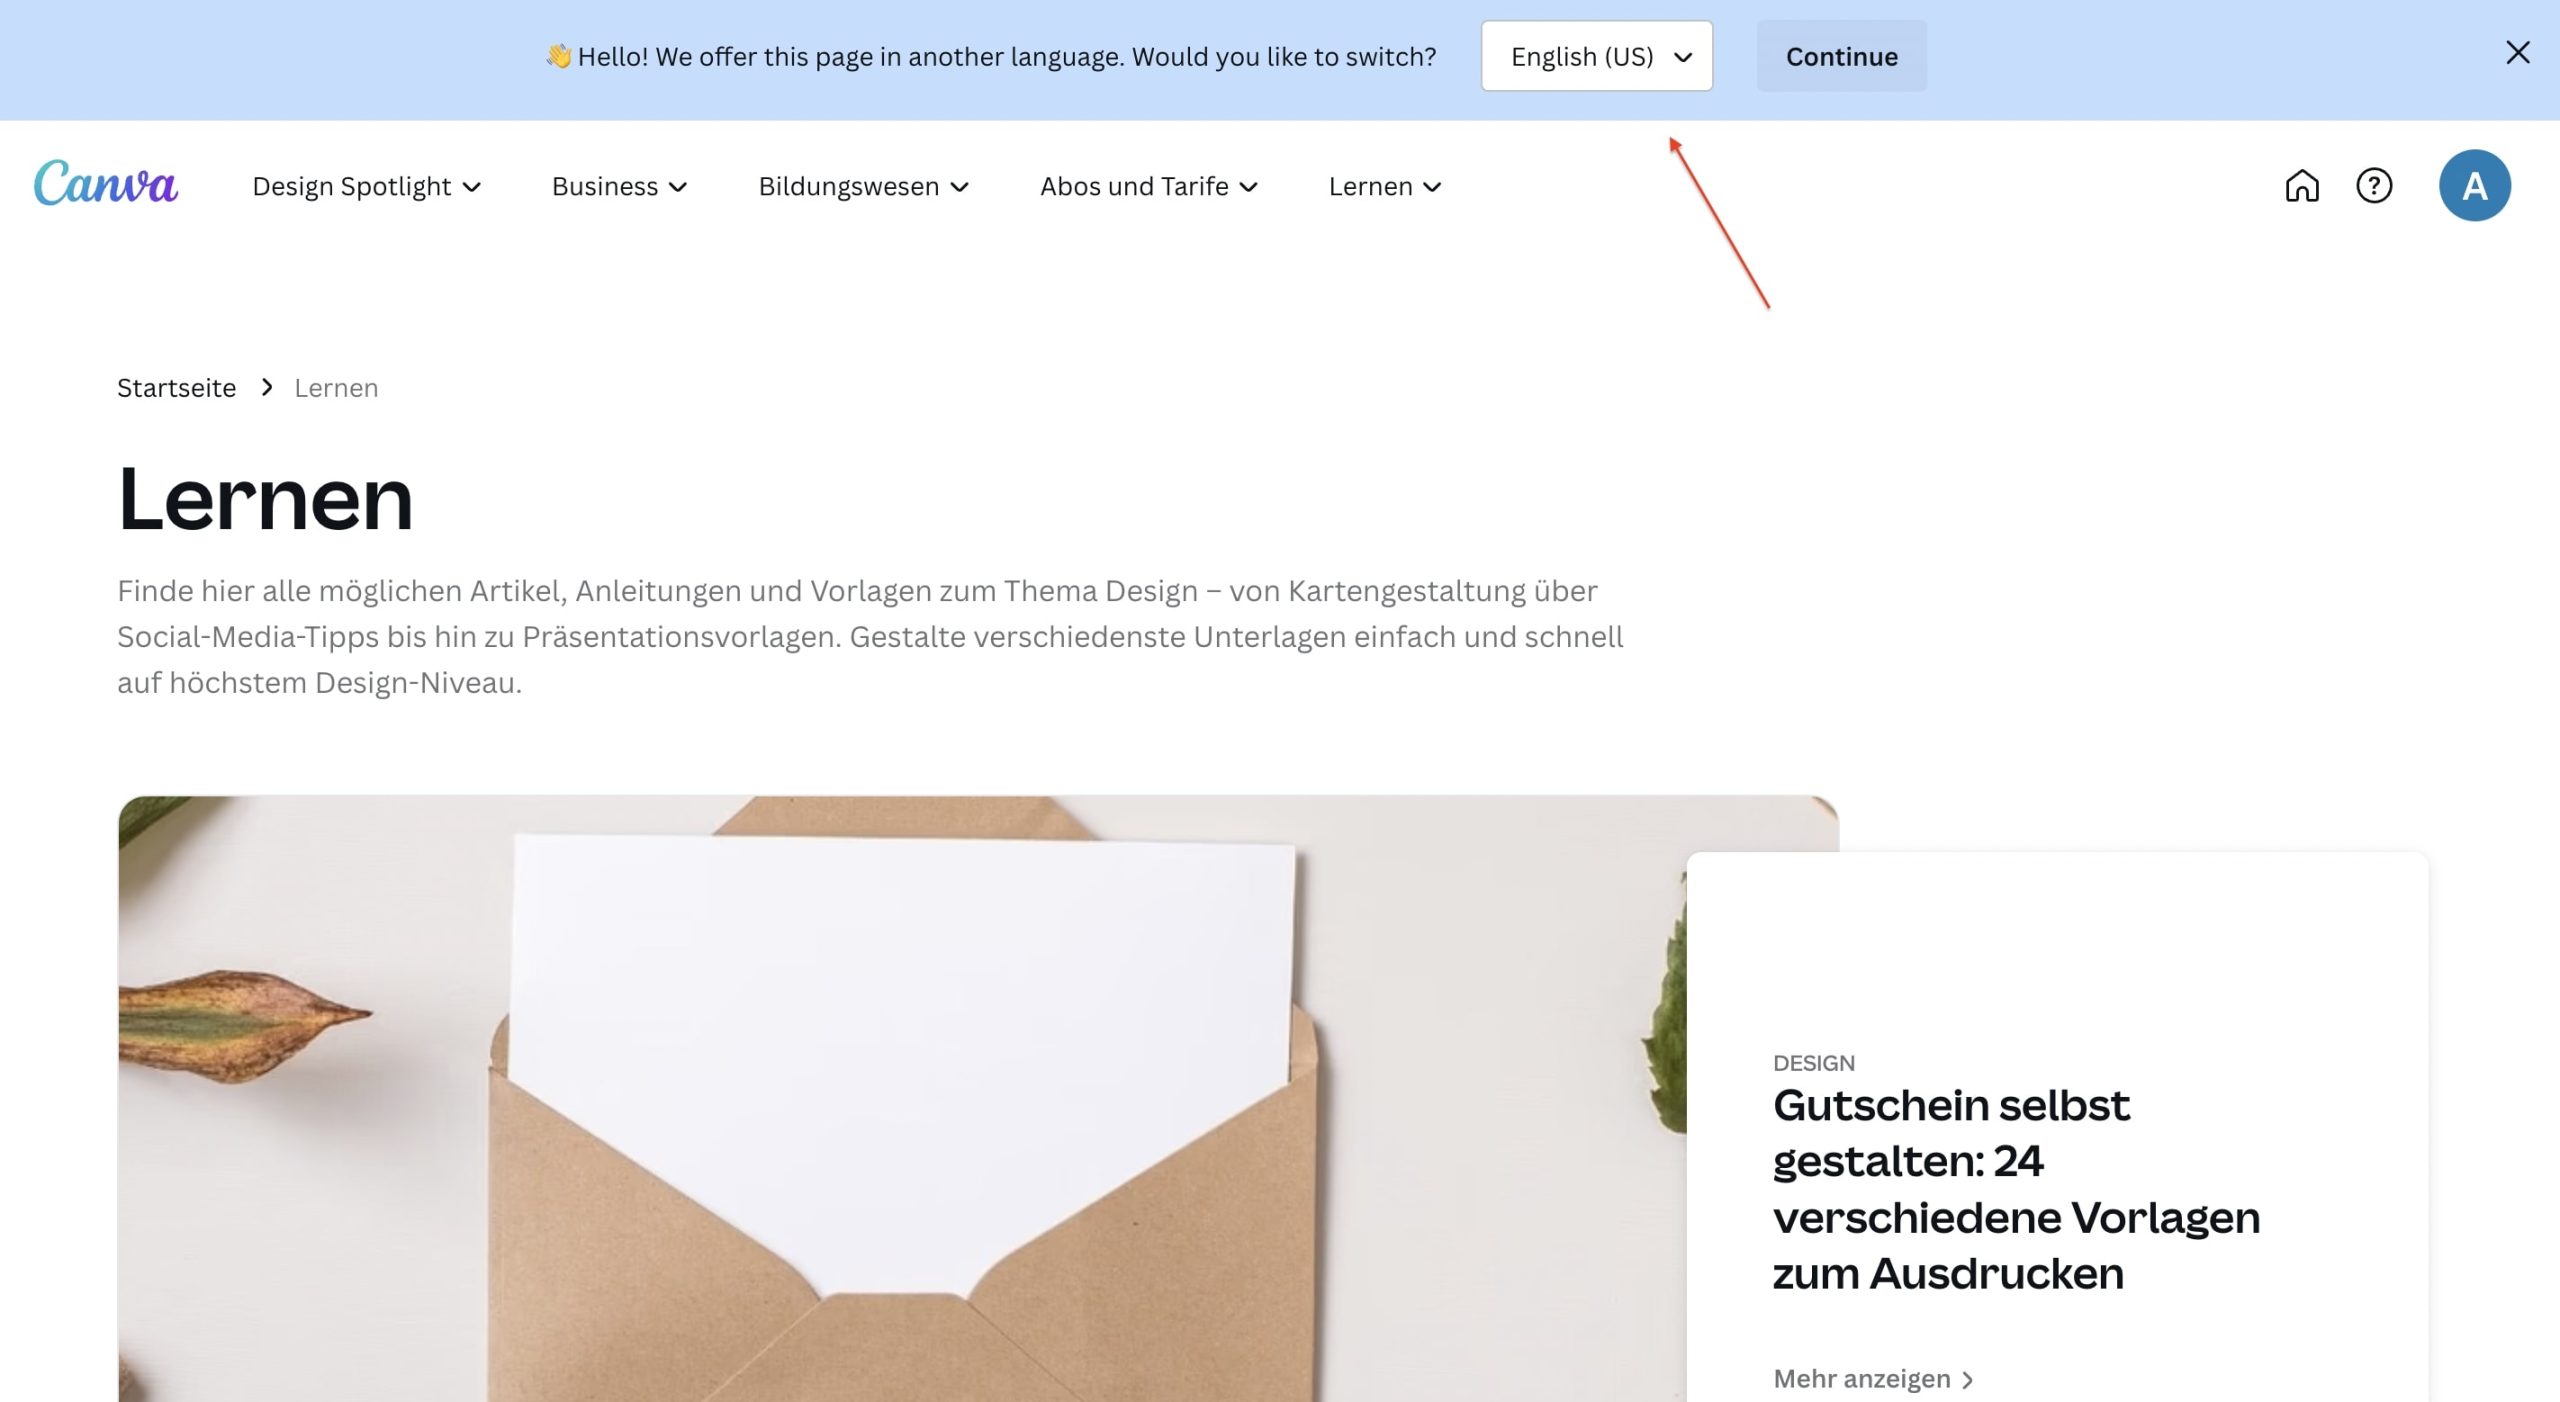 👋 Hello! We offer this page in another language. Would you like to switch? English (US) Continue
Canva Design Spotlight Business Bildungswesen Abos und Tarife Lernen ? A
Startseite > Lernen
Lernen
Finde hier alle möglichen Artikel, Anleitungen und Vorlagen zum Thema Design – von Kartengestaltung über
Social-Media-Tipps bis hin zu Präsentationsvorlagen. Gestalte verschiedenste Unterlagen einfach und schnell
auf höchstem Design-Niveau.
DESIGN
Gutschein selbst
gestalten: 24
verschiedene Vorlagen
zum Ausdrucken
Mehr anzeigen >